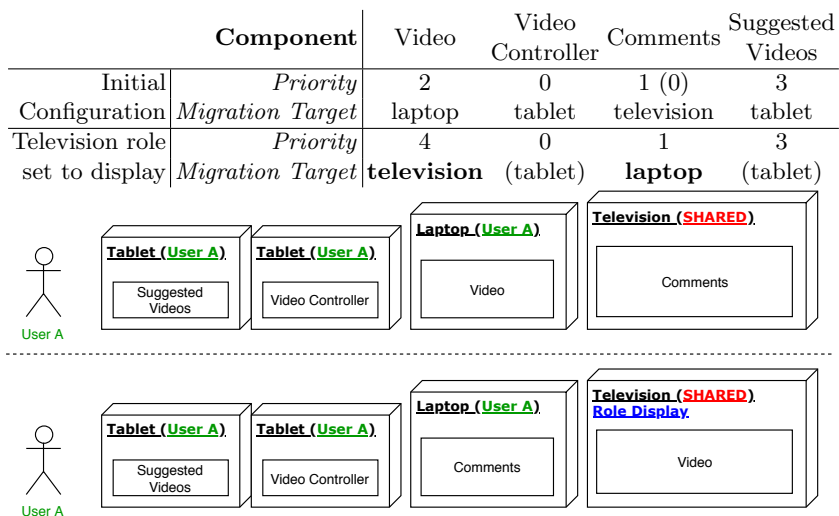 Component Video Video Controller Comments Suggested Videos
Initial Priority 2 0 1 (0) 3
Configuration Migration Target laptop tablet television tablet
Television role Priority 4 0 1 3
set to display Migration Target television (tablet) laptop (tablet)
User A
Tablet (User A)
Suggested
Videos
Tablet (User A)
Video Controller
Laptop (User A)
Video
Television (SHARED)
Comments
User A
Tablet (User A)
Suggested
Videos
Tablet (User A)
Video Controller
Laptop (User A)
Comments
Television (SHARED)
Role Display
Video